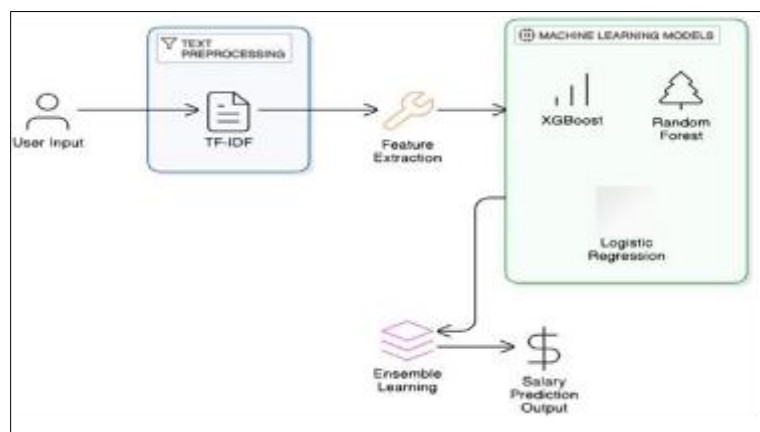 TEXT
PREPROCESSING
MACHINE LEARNING MODELS
User Input
TF-IDF
Feature
Extraction
XGBoost
Random
Forest
Logistic
Regression
Ensemble
Learning
Salary
Prediction
Output